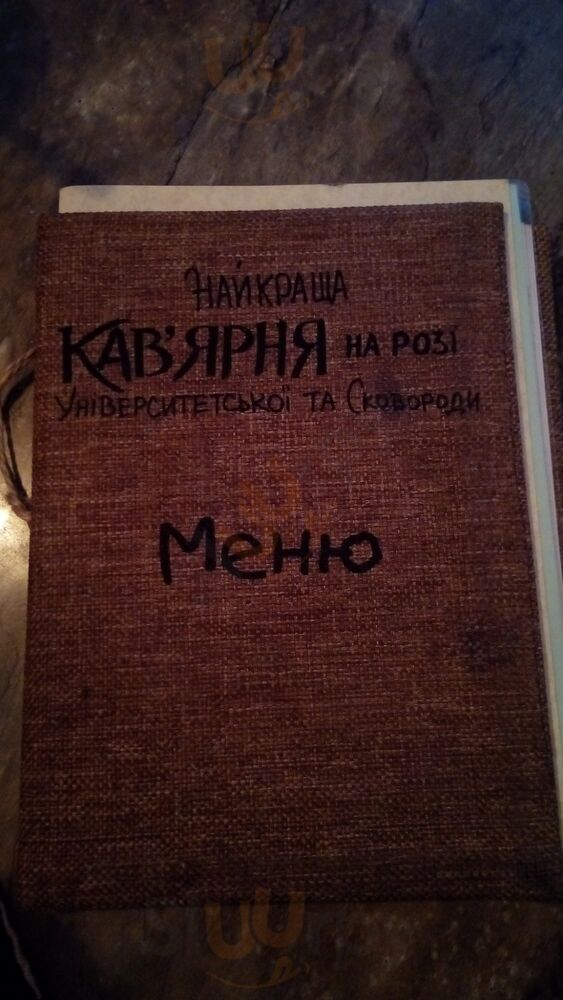 НАЙКРАЩА
КАВ'ЯРНЯ НА РОЗІ
УНІВЕРСИТЕТСЬКОЇ ТА СКОВОРОДИ
Меню